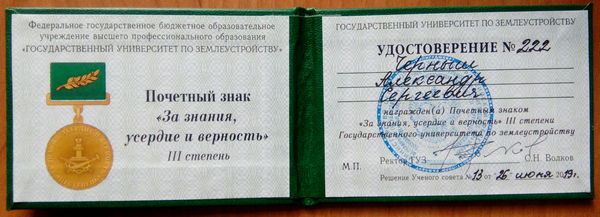 Федеральное государственное бюджетное образовательное
учреждение высшего профессионального образования
«ГОСУДАРСТВЕННЫЙ УНИВЕРСИТЕТ ПО ЗЕМЛЕУСТРОЙСТВУ»
Почетный знак
«За знания,
усердие и верность»
III степень
ГОСУДАРСТВЕННЫЙ УНИВЕРСИТЕТ ПО ЗЕМЛЕУСТРОЙСТВУ
УДОСТОВЕРЕНИЕ № 222
Черныш
Александр
Сергеевич
награжден(а) Почетным знаком
«За знания, усердие и верность» III степени
Государственного университета по землеустройству
Ректор ГУЗ С.Н. Волков
М.П.
Решение Ученого совета № 13 от 26 июня 2019г.